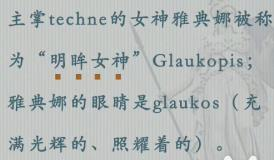 主掌techne的女神雅典娜被称
为“明眸女神”Glaukopis；
雅典娜的眼睛是glaukos（充
满光辉的、照耀着的）。